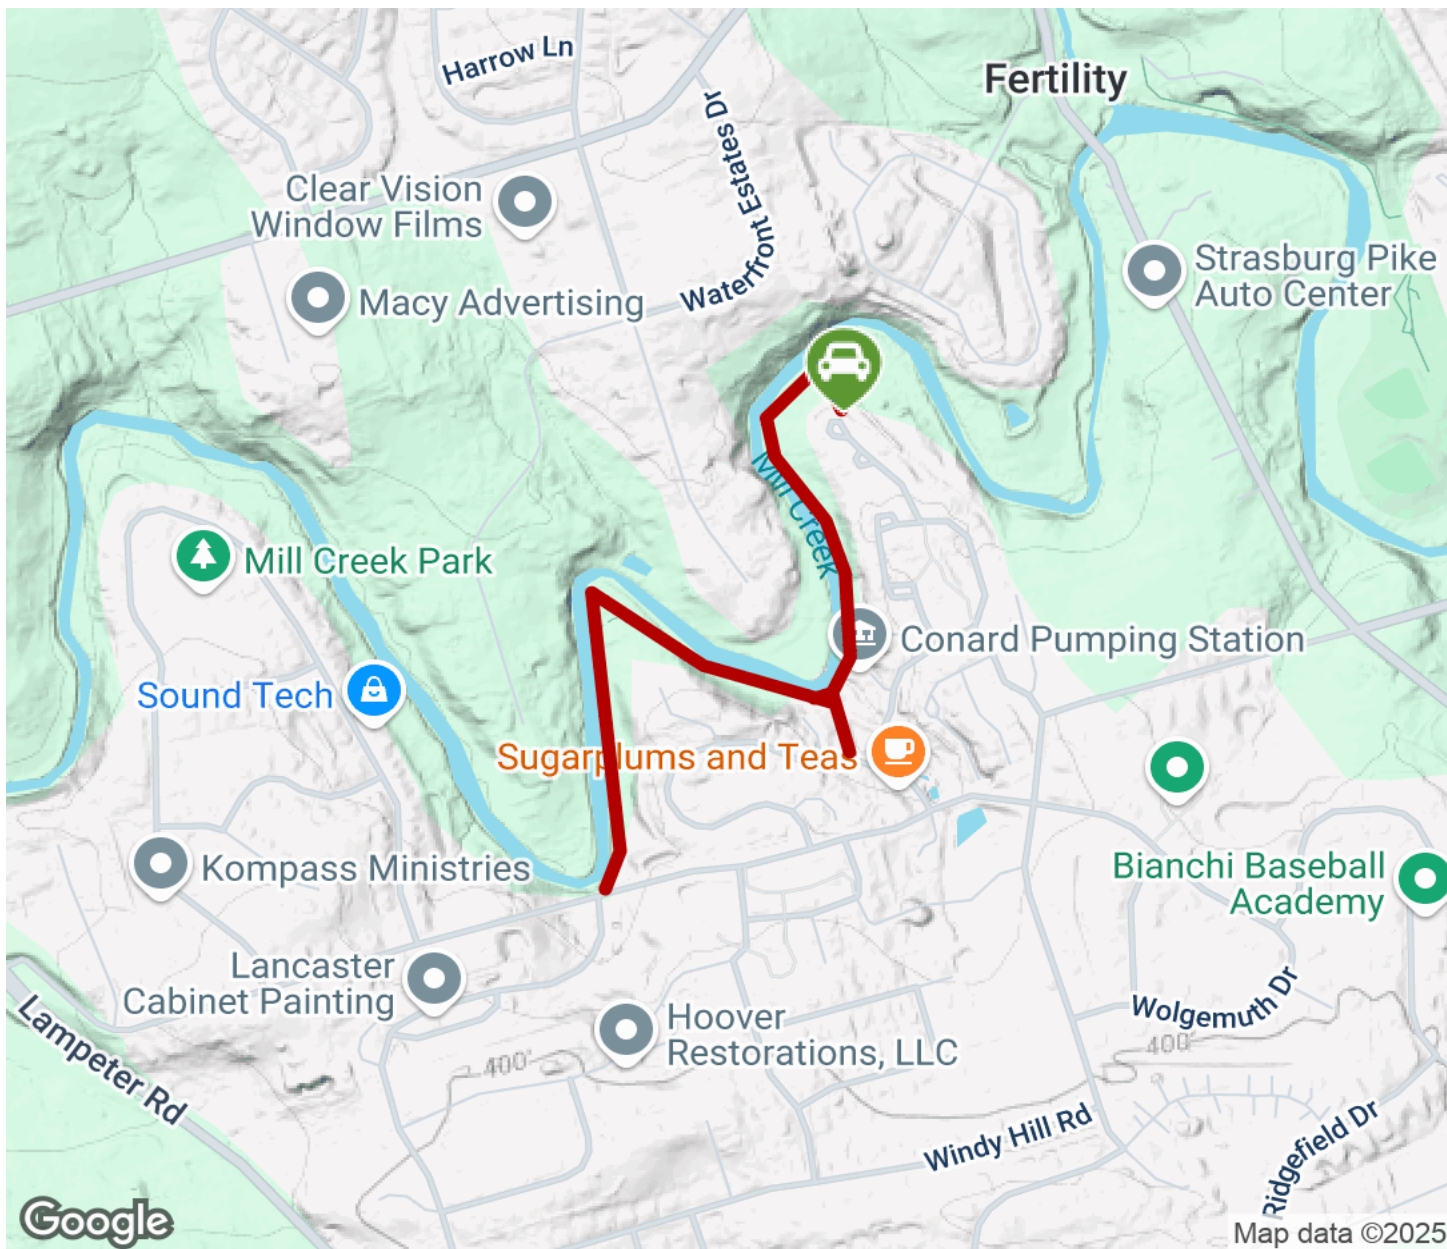 Harrow Ln
Fertility
Waterfront Estates Dr
Clear Vision
Window Films
Macy Advertising
Strasburg Pike
Auto Center
Mill Creek
Mill Creek Park
Conard Pumping Station
Sound Tech
Sugarplums and Teas
Kompass Ministries
Bianchi Baseball
Academy
Lancaster
Cabinet Painting
Hoover
Restorations, LLC
Wolgemuth Dr
Lampeter Rd
400'
400'
Windy Hill Rd
Ridgefield Dr
Google
Map data ©2025